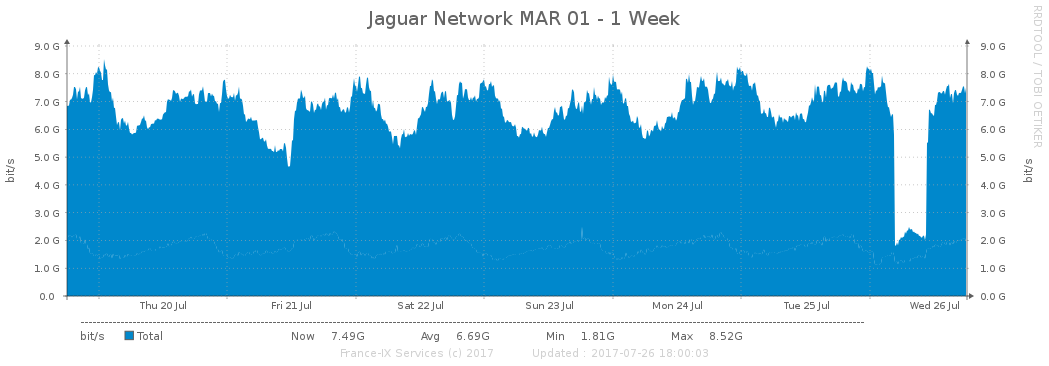 Jaguar Network MAR 01 - 1 Week
RRDTOOL / TOBI OETIKER
bit/s
bit/s
9.0 G 9.0 G
8.0 G 8.0 G
7.0 G 7.0 G
6.0 G 6.0 G
5.0 G 5.0 G
4.0 G 4.0 G
3.0 G 3.0 G
2.0 G 2.0 G
1.0 G 1.0 G
0.0 0.0 G
Thu 20 Jul Fri 21 Jul Sat 22 Jul Sun 23 Jul Mon 24 Jul Tue 25 Jul Wed 26 Jul
bit/s Total Now 7.49G Avg 6.69G Min 1.81G Max 8.52G
France-IX Services (c) 2017 Updated : 2017-07-26 18:00:03